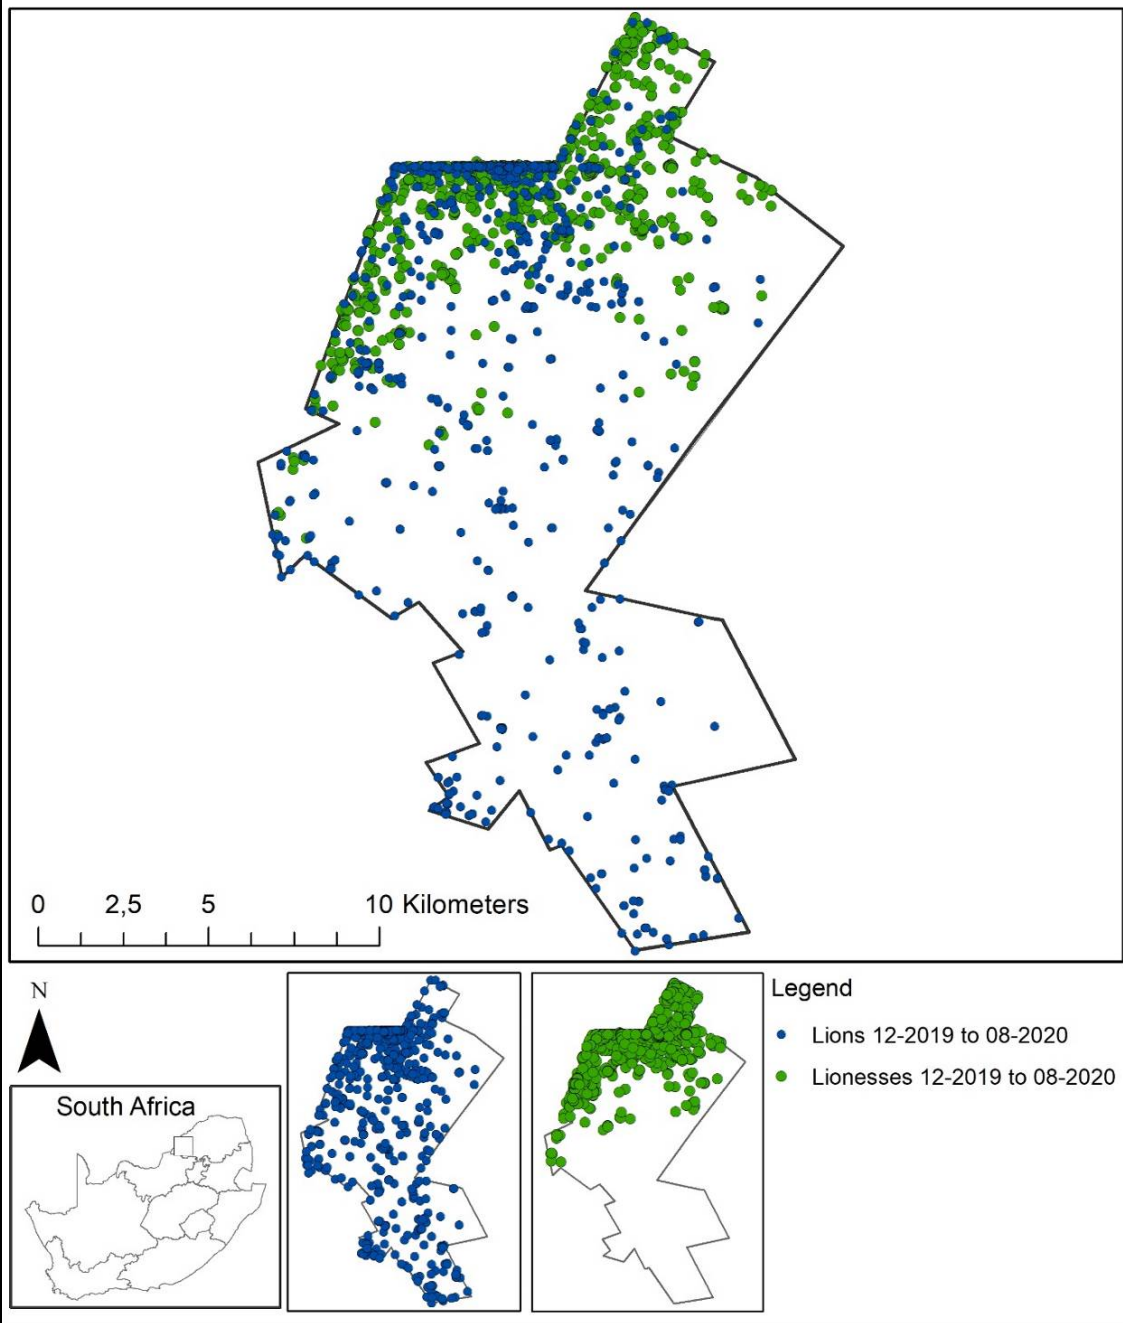 0 2,5 5 10 Kilometers
N
South Africa
Legend
Lions 12-2019 to 08-2020
Lionesses 12-2019 to 08-2020